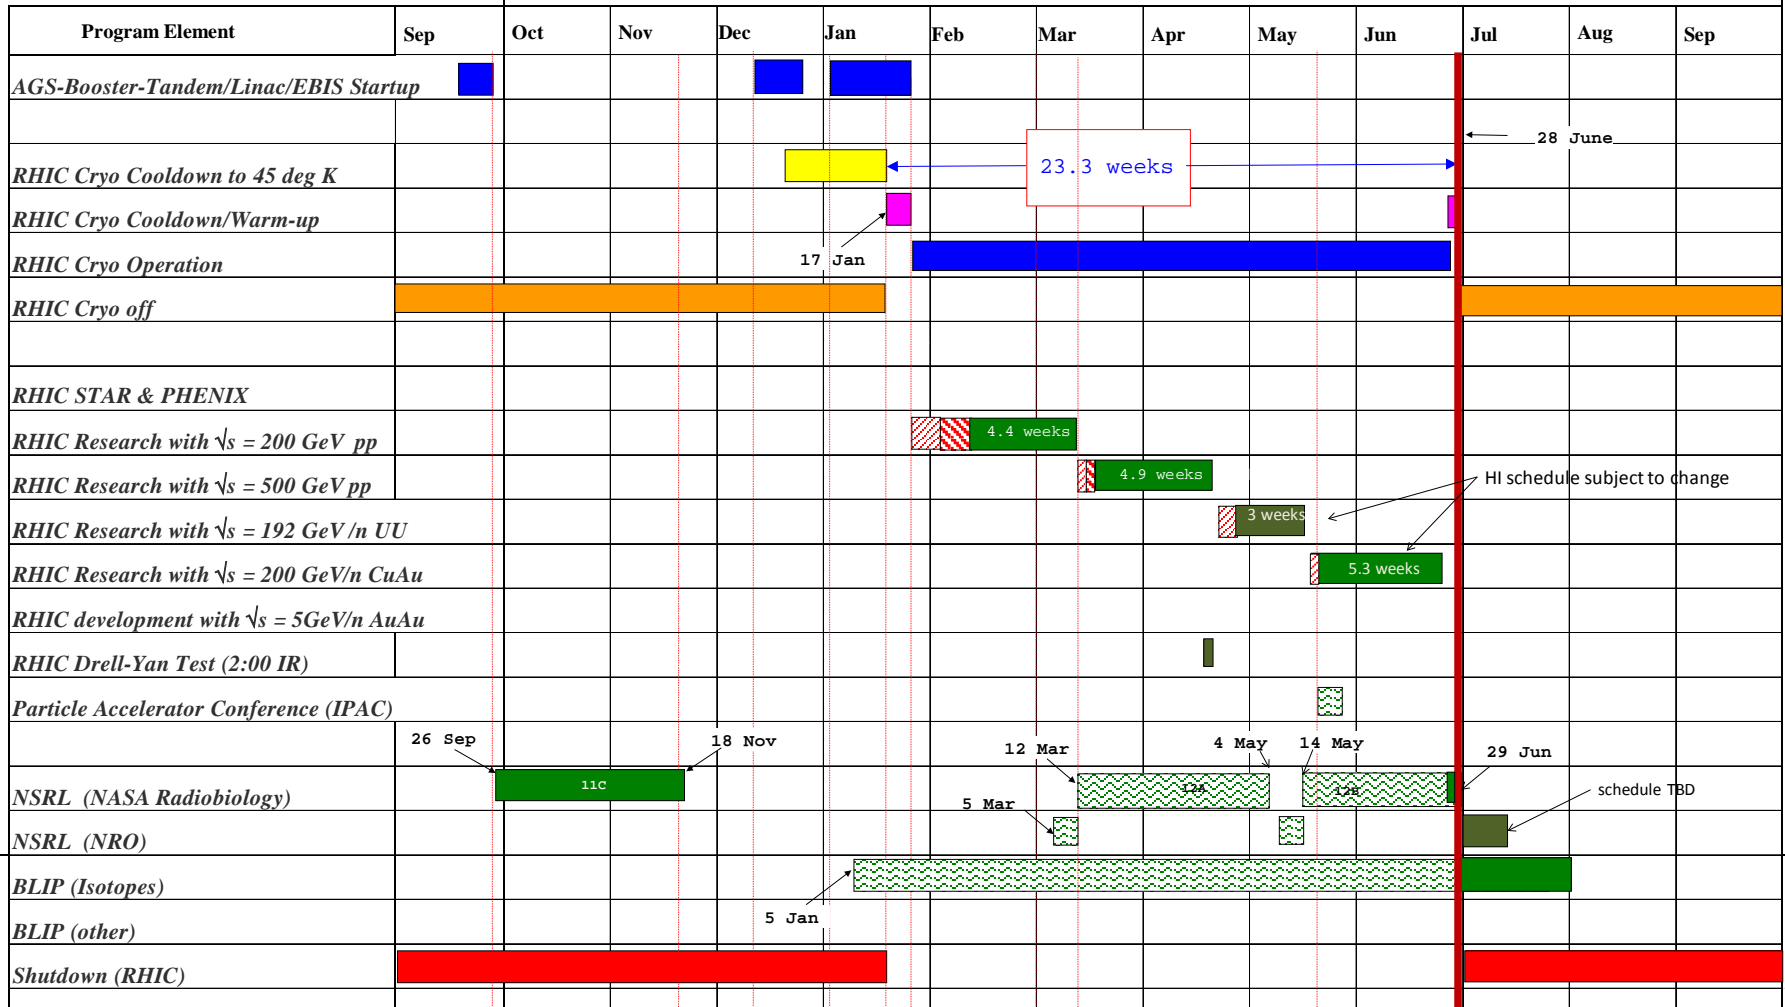 Program Element Sep Oct Nov Dec Jan Feb Mar Apr May Jun Jul Aug Sep
AGS-Booster-Tandem/Linac/EBIS Startup
28 June
RHIC Cryo Cooldown to 45 deg K
23.3 weeks
RHIC Cryo Cooldown/Warm-up
17 Jan
RHIC Cryo Operation
RHIC Cryo off
RHIC STAR & PHENIX
RHIC Research with √s = 200 GeV pp
4.4 weeks
RHIC Research with √s = 500 GeV pp
4.9 weeks
HI schedule subject to change
RHIC Research with √s = 192 GeV /n UU
3 weeks
RHIC Research with √s = 200 GeV/n CuAu
5.3 weeks
RHIC development with √s = 5GeV/n AuAu
RHIC Drell-Yan Test (2:00 IR)
Particle Accelerator Conference (IPAC)
26 Sep
18 Nov
12 Mar
4 May
14 May
29 Jun
NSRL (NASA Radiobiology)
11C
12A
12B
schedule TBD
5 Mar
NSRL (NRO)
BLIP (Isotopes)
5 Jan
BLIP (other)
Shutdown (RHIC)